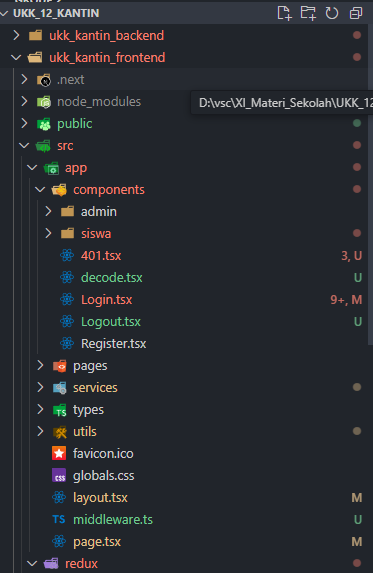 UKK_12_KANTIN
ukk_kantin_backend
ukk_kantin_frontend
.next
node_modules
D:\vsc\XI_Materi_Sekolah\UKK_12
public
src
app
components
admin
siswa
401.tsx 3, U
decode.tsx U
Login.tsx 9+, M
Logout.tsx U
Register.tsx
pages
services
types
utils
favicon.ico
globals.css
layout.tsx M
TS middleware.ts U
page.tsx M
redux